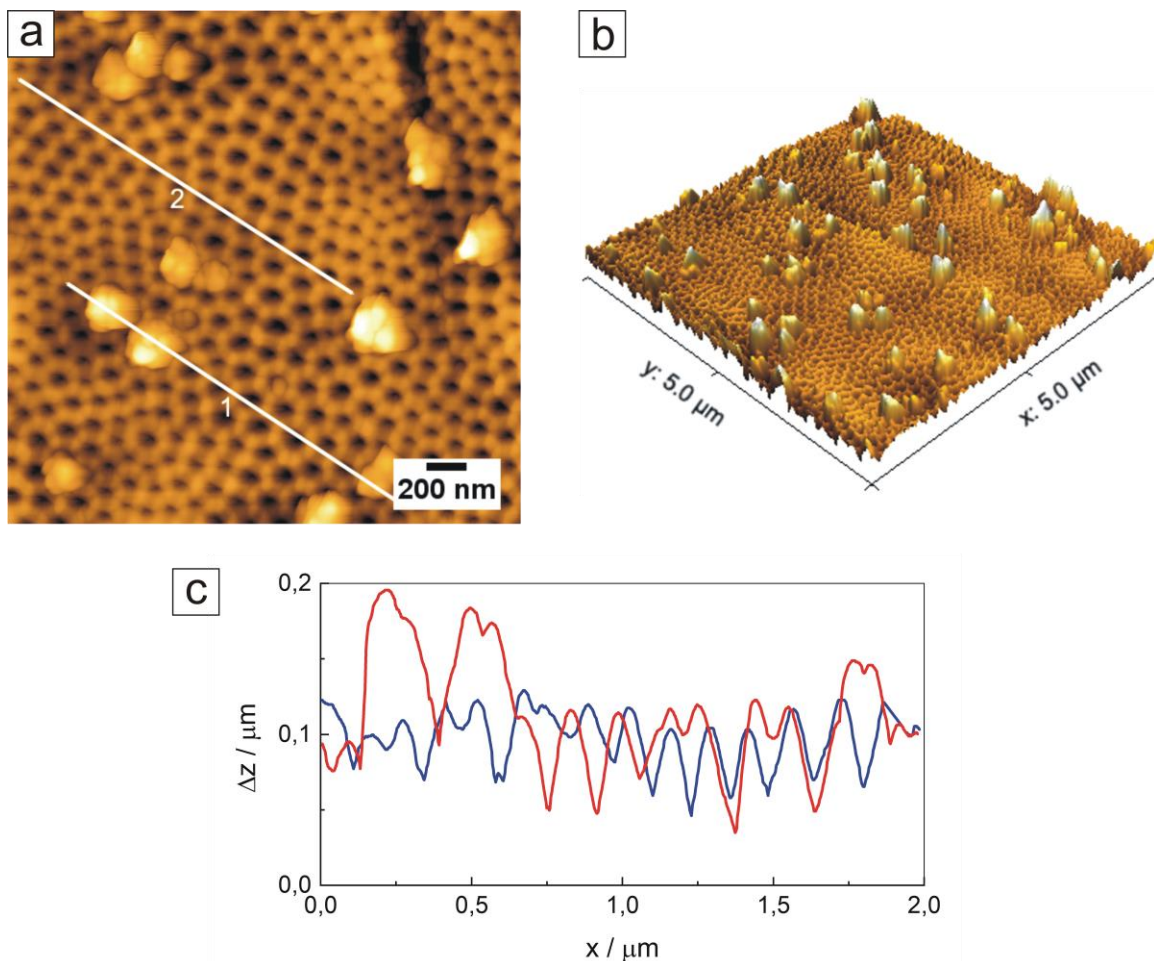 a
b
2
1
200 nm
y: 5.0 µm
x: 5.0 µm
c
0,2
0,1
0,0
Δz / µm
0,0 0,5 1,0 1,5 2,0
x / µm